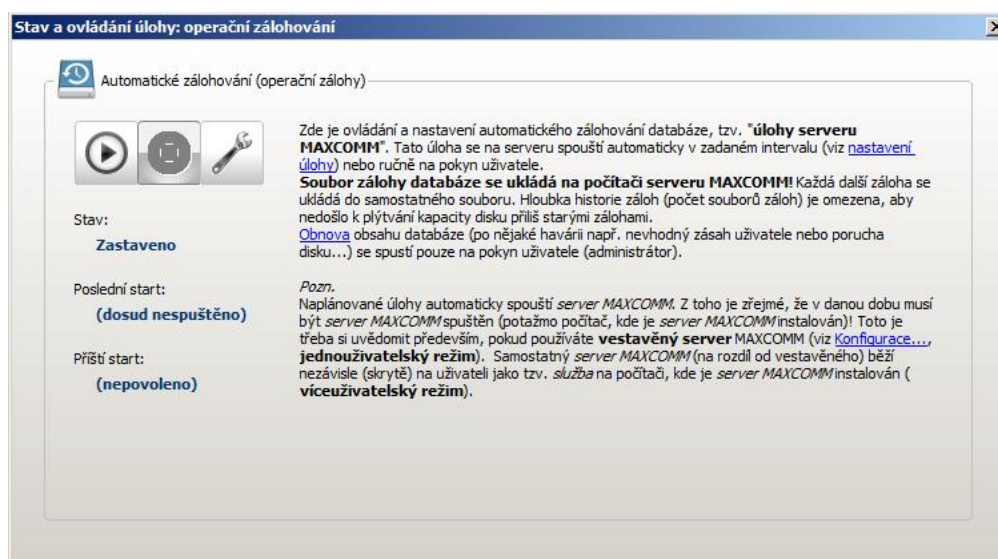 Stav a ovládání úlohy: operační zálohování
Automatické zálohování (operační zálohy)
Stav:
Zastaveno
Poslední start:
(dosud nespuštěno)
Příští start:
(nepovoleno)
Zde je ovládání a nastavení automatického zálohování databáze, tzv. "úlohy serveru
MAXCOMM". Tato úloha se na serveru spouští automaticky v zadaném intervalu (viz nastavení
úlohy) nebo ručně na pokyn uživatele.
Soubor zálohy databáze se ukládá na počítači serveru MAXCOMM! Každá další záloha se
ukládá do samostatného souboru. Hloubka historie záloh (počet souborů záloh) je omezena, aby
nedošlo k plýtvání kapacity disku příliš starými zálohami.
Obnova obsahu databáze (po nějaké havárii např. nevhodný zásah uživatele nebo porucha
disku...) se spustí pouze na pokyn uživatele (administrátor).
Pozn.
Naplánované úlohy automaticky spouští server MAXCOMM. Z toho je zřejmé, že v danou dobu musí
být server MAXCOMM spuštěn (potažmo počítač, kde je server MAXCOMM instalován)! Toto je
třeba si uvědomit především, pokud používáte vestavěný server MAXCOMM (viz Konfigurace...,
jednouživatelský režim). Samostatný server MAXCOMM (na rozdíl od vestavěného) běží
nezávisle (skrytě) na uživateli jako tzv. služba na počítači, kde je server MAXCOMM instalován (
víceuživatelský režim).